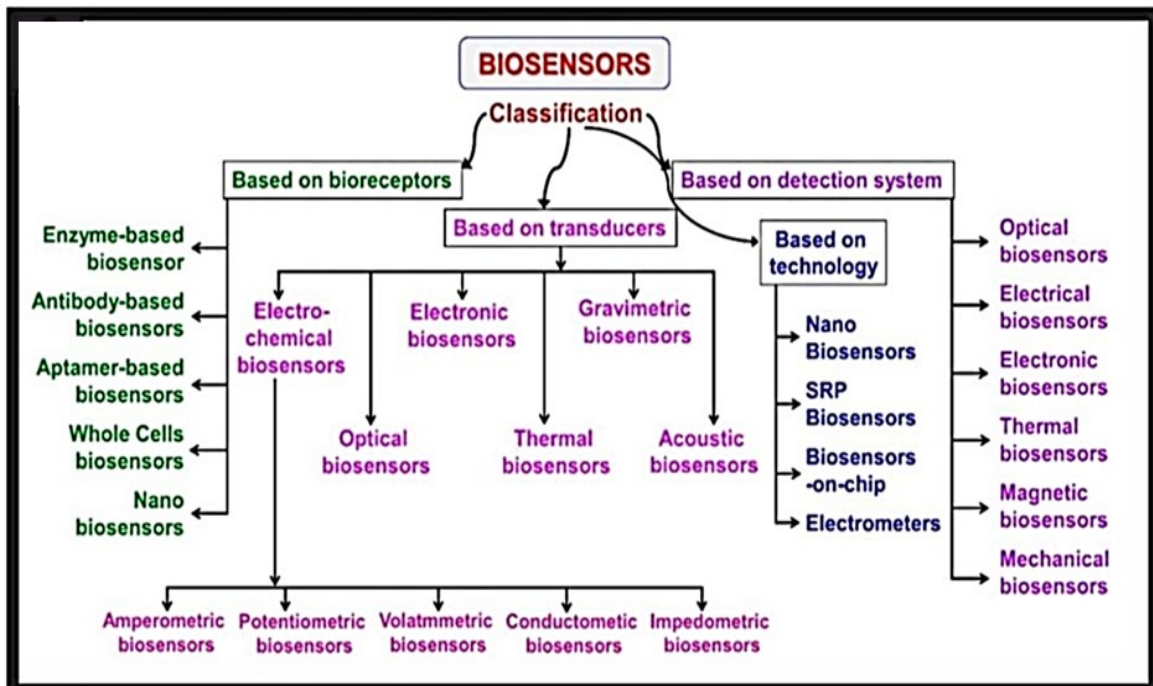 BIOSENSORS
Classification
Based on bioreceptors
Enzyme-based
biosensor
Antibody-based
biosensors
Aptamer-based
biosensors
Whole Cells
biosensors
Nano
biosensors
Based on transducers
Electro-
chemical
biosensors
Optical
biosensors
Electronic
biosensors
Thermal
biosensors
Gravimetric
biosensors
Acoustic
biosensors
Amperometric
biosensors
Potentiometric
biosensors
Volatmmetric
biosensors
Conductometic
biosensors
Impedometric
biosensors
Based on
technology
Nano
Biosensors
SRP
Biosensors
Biosensors
-on-chip
Electrometers
Based on detection system
Optical
biosensors
Electrical
biosensors
Electronic
biosensors
Thermal
biosensors
Magnetic
biosensors
Mechanical
biosensors